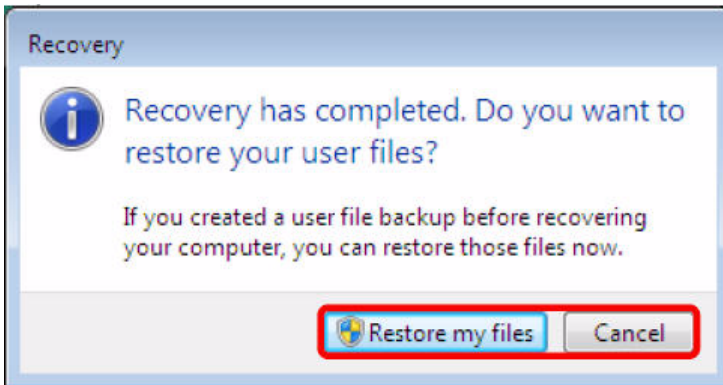 Recovery
Recovery has completed. Do you want to
restore your user files?
If you created a user file backup before recovering
your computer, you can restore those files now.
Restore my files Cancel